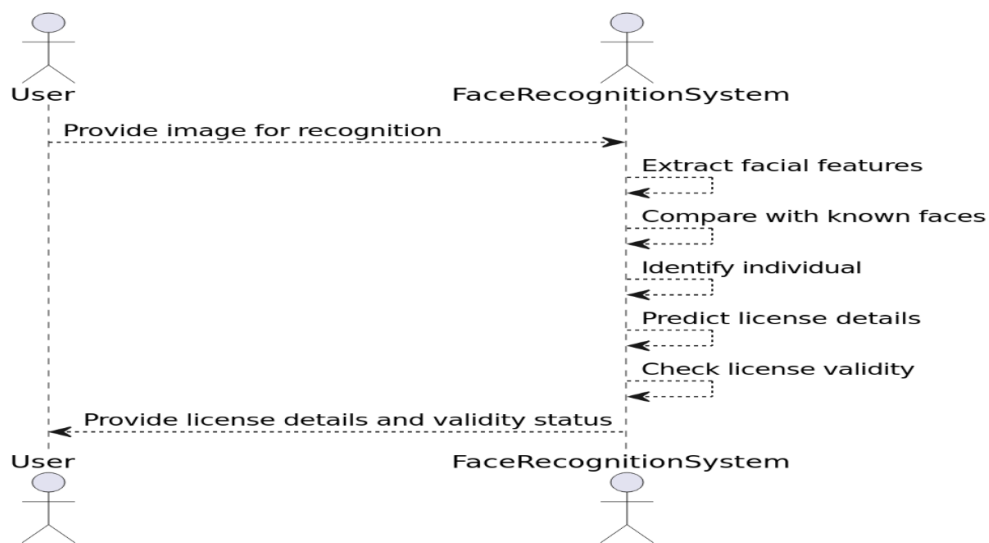 User
FaceRecognitionSystem
Provide image for recognition
Extract facial features
Compare with known faces
Identify individual
Predict license details
Check license validity
Provide license details and validity status
User
FaceRecognitionSystem